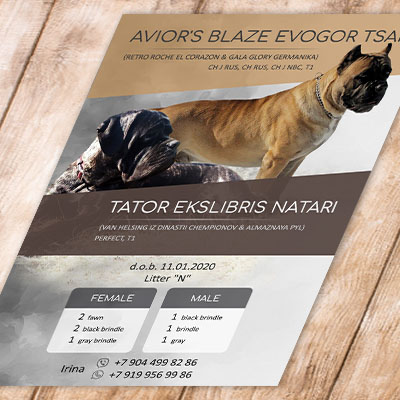 AVIOR'S BLAZE EVOGOR TSA
(RETRO ROCHE EL CORAZON & GALA GLORY GERMANIKA)
CH J RUS, CH RUS, CH J NBC, T1
TATOR EKSLIBRIS NATARI
(VAN HELSING IZ DINASTII CHEMPIONOV & ALMAZNAYA PYL)
PERFECT, T1
d.o.b. 11.01.2020
Litter "N"
FEMALE
2 fawn
2 black brindle
1 gray brindle
MALE
1 black brindle
1 brindle
1 gray
Irina
+7 904 499 82 86
+7 919 956 99 86